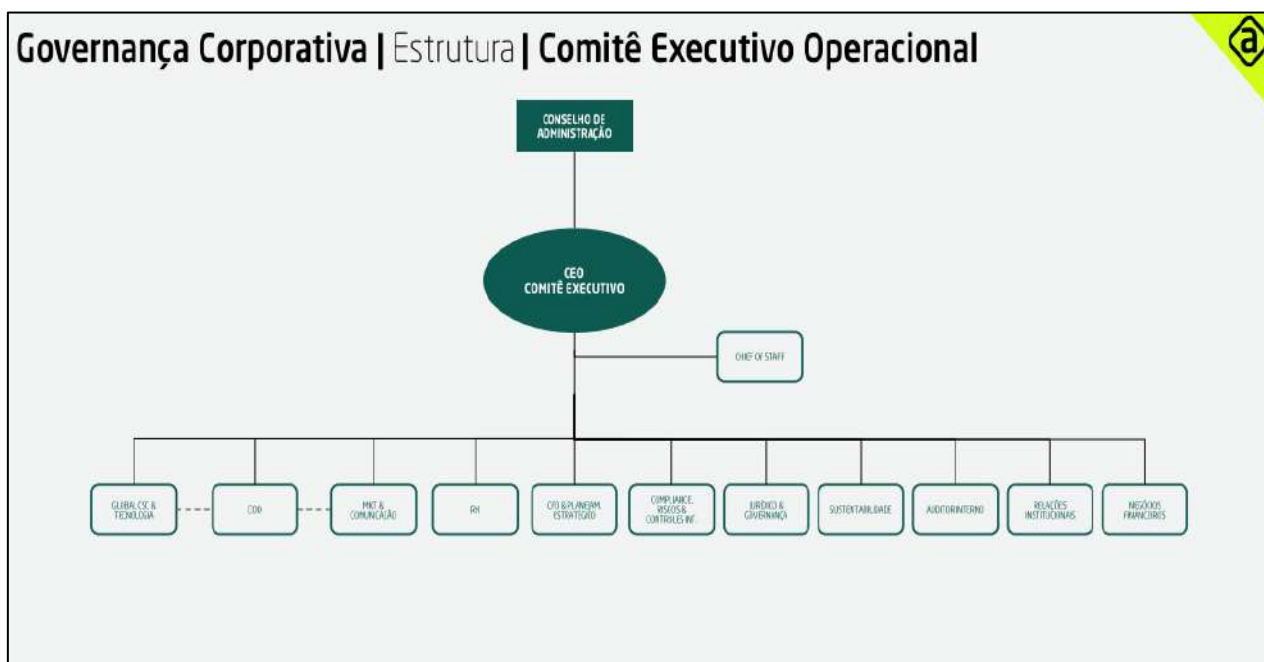 Governança Corporativa | Estrutura | Comitê Executivo Operacional
a
CONSELHO DE
ADMINISTRAÇÃO
CEO
COMITÊ EXECUTIVO
CHIEF OF STAFF
GLOBAL CSC &
TECNOLOGIA
COO
MKT &
COMUNICAÇÃO
RH
CFO & PLANEJAM.
ESTRATÉGICO
COMPLIANCE,
RISCOS &
CONTROLES INT.
JURÍDICO &
GOVERNANÇA
SUSTENTABILIDADE
AUDITOR INTERNO
RELAÇÕES
INSTITUCIONAIS
NEGÓCIOS
FINANCEIROS